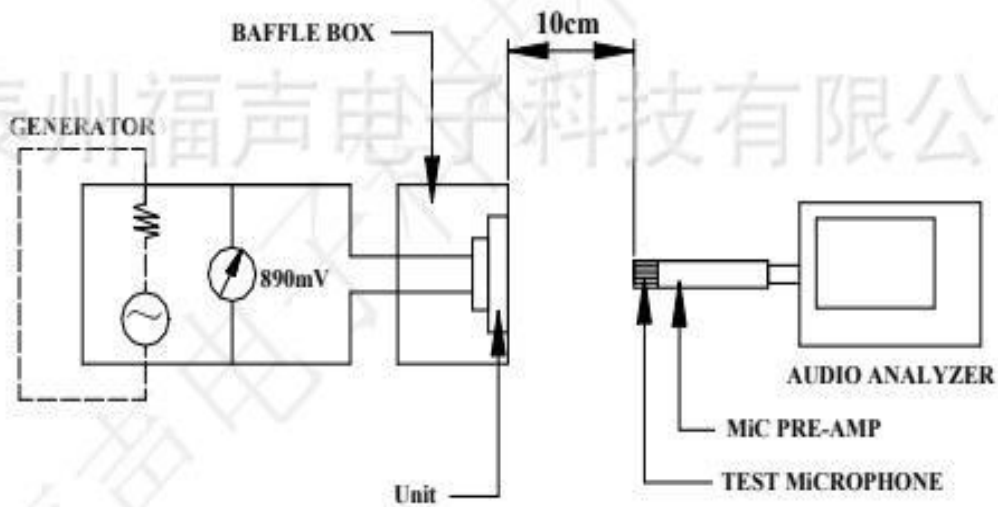 BAFFLE BOX
10cm
泰州福声电子科技有限公
GENERATOR
890mV
AUDIO ANALYZER
MiC PRE-AMP
TEST MiCROPHONE
Unit